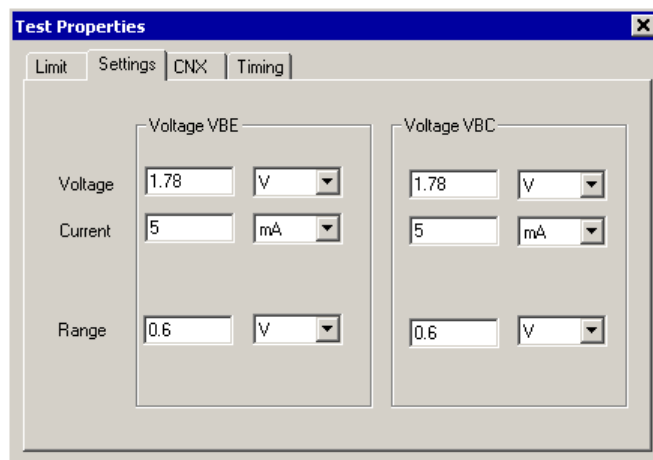 Test Properties
Limit Settings CNX Timing
Voltage VBE Voltage VBC
Voltage 1.78 V 1.78 V
Current 5 mA 5 mA
Range 0.6 V 0.6 V